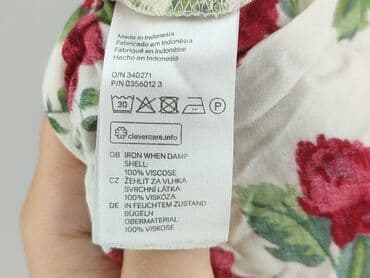 Made in Indonesia
Fabricado em Indonésia
Fabriqué en Indonésie
Hecho en Indonesia
O/N 340271
P/N 0356012 3
30 P
clevercare.info
GB IRON WHEN DAMP
SHELL:
100% VISCOSE
CZ ŽEHLIT ZA VLHKA
SVRCHNÍ LÁTKA:
100% VISKÓZA
DE IN FEUCHTEM ZUSTAND
BÜGELN
OBERMATERIAL:
100% VISKOSE